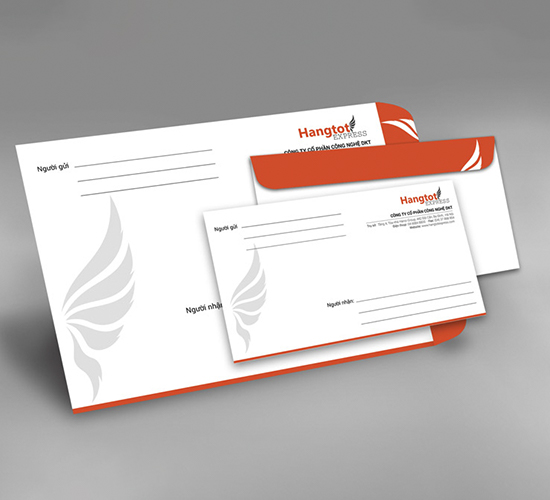 Hangtot
EXPRESS
CÔNG TY CỔ PHẦN CÔNG NGHỆ DKT
Người gửi
Người nhận
Hangtot
EXPRESS
CÔNG TY CỔ PHẦN CÔNG NGHỆ DKT
Người gửi
Người nhận: